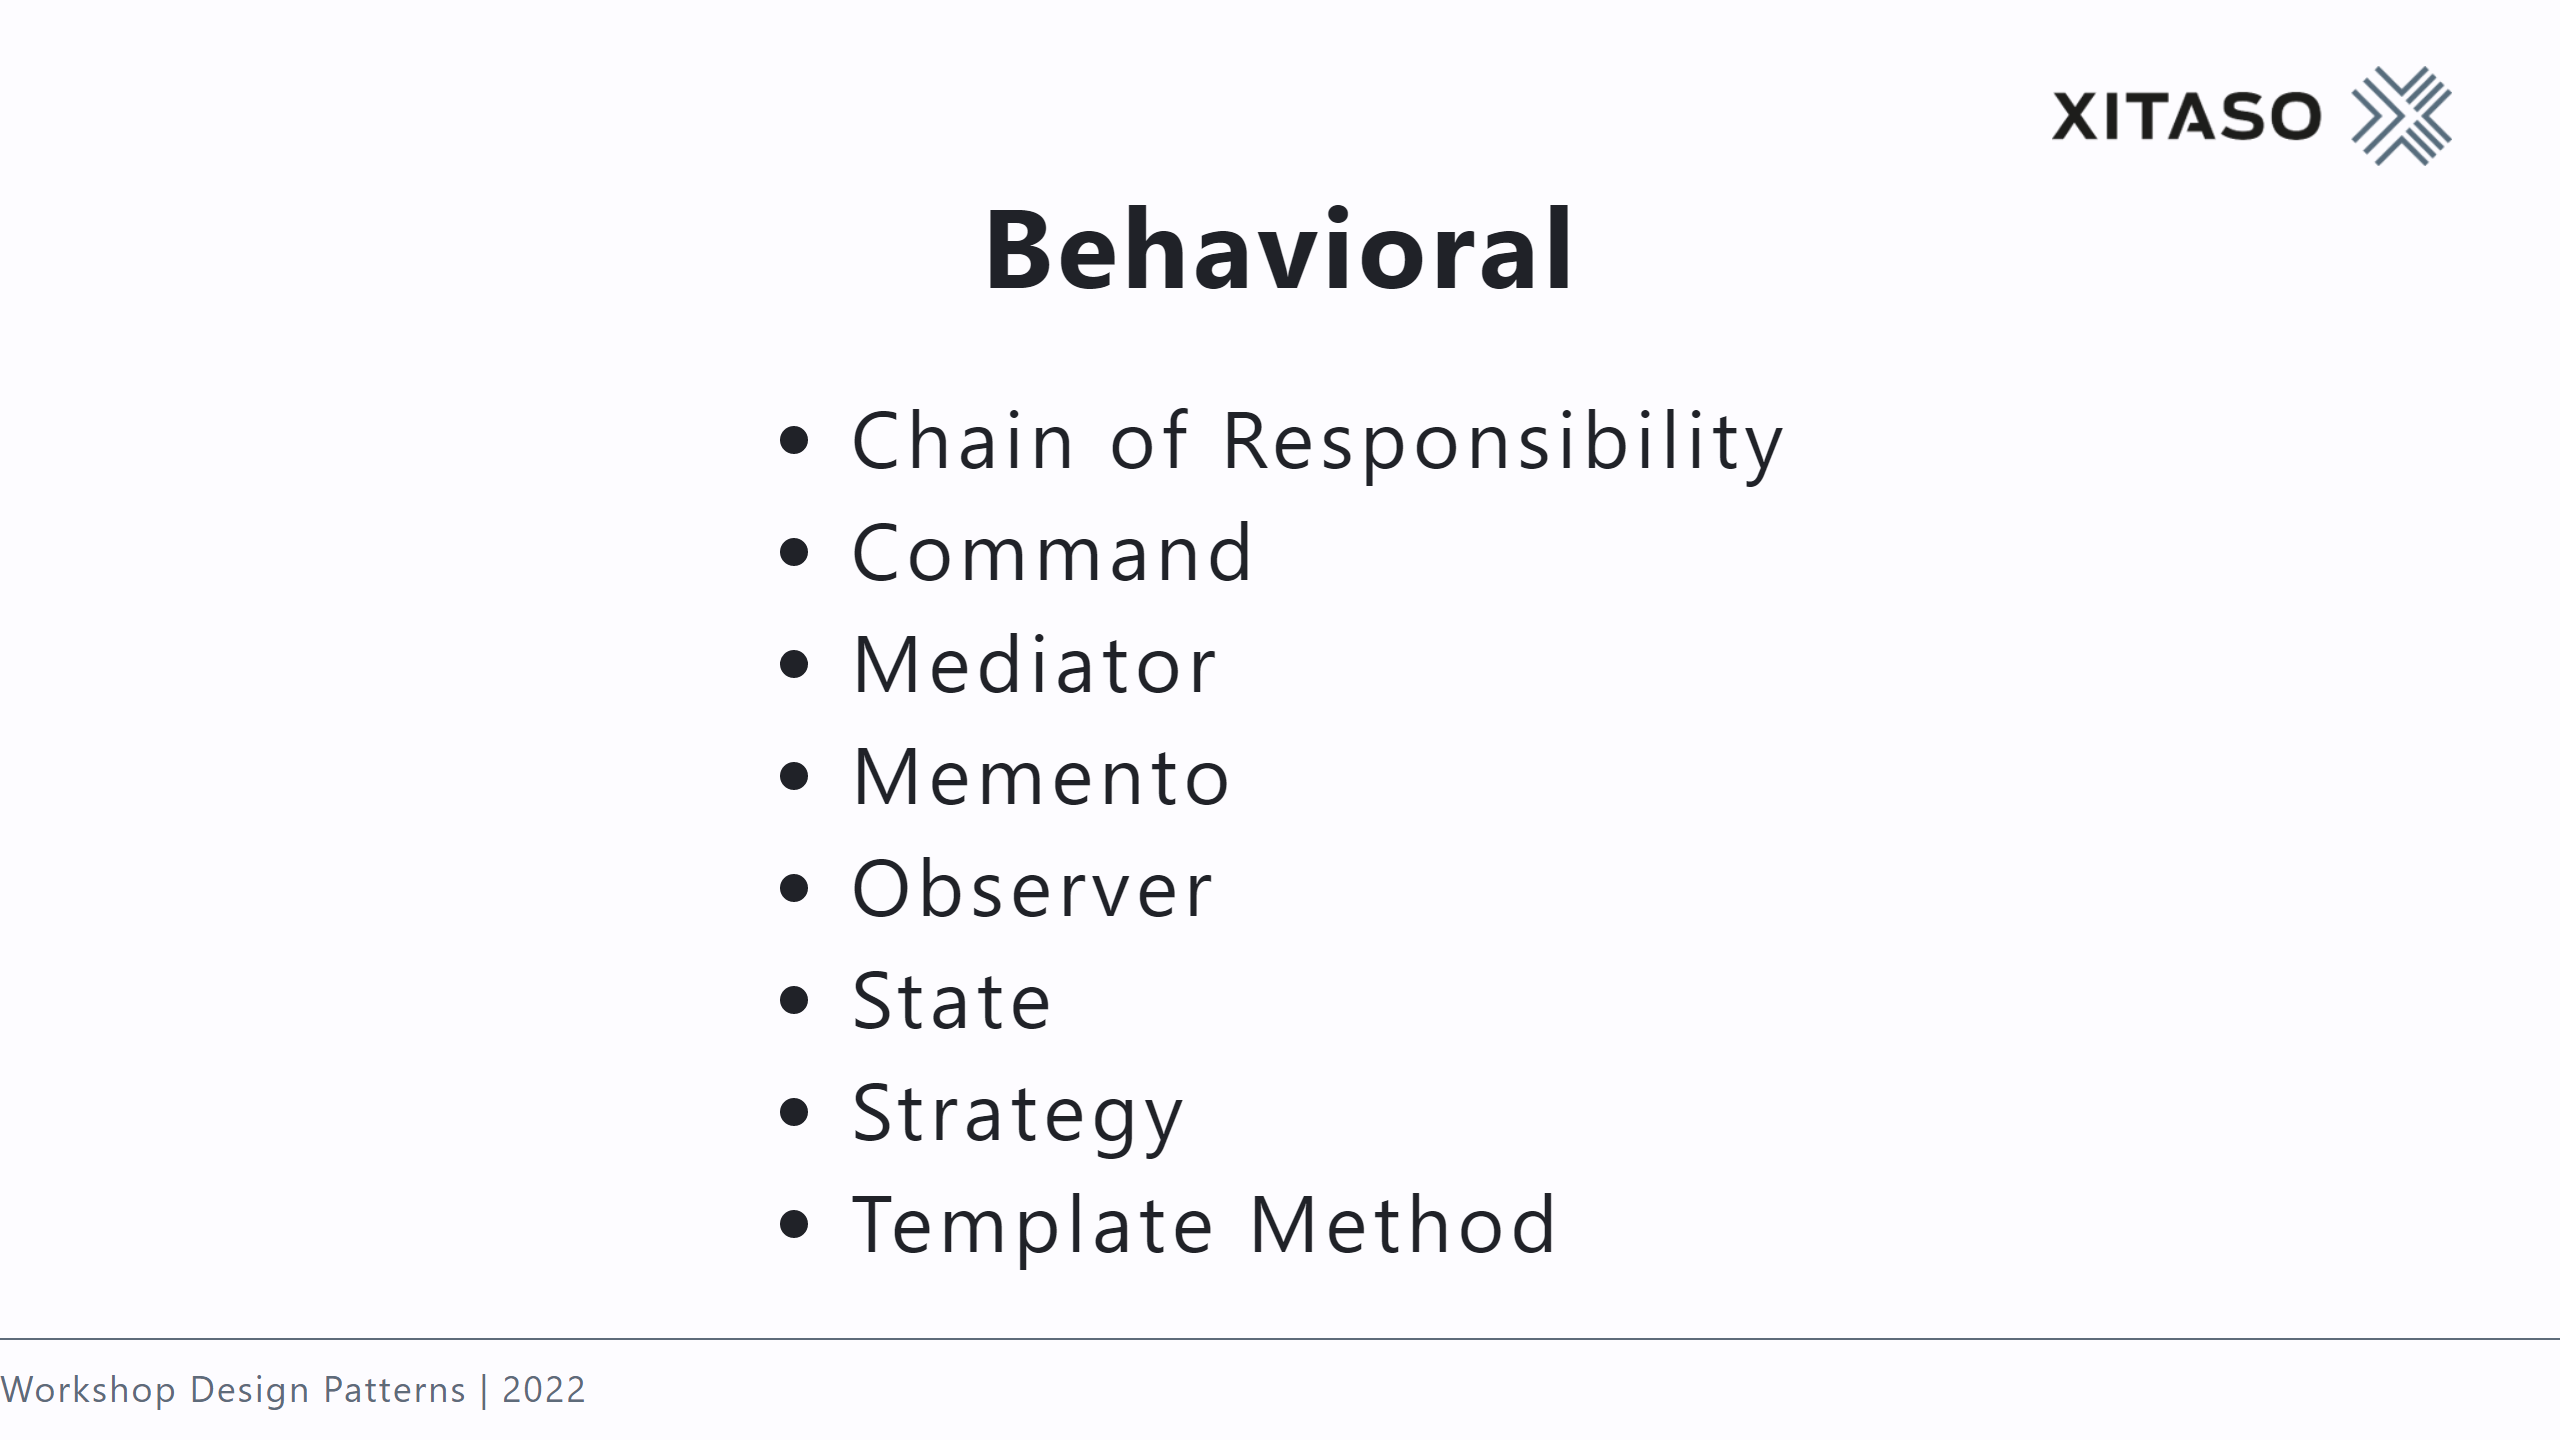 XITASO
Behavioral
• Chain of Responsibility
• Command
• Mediator
• Memento
• Observer
• State
• Strategy
• Template Method
Workshop Design Patterns | 2022